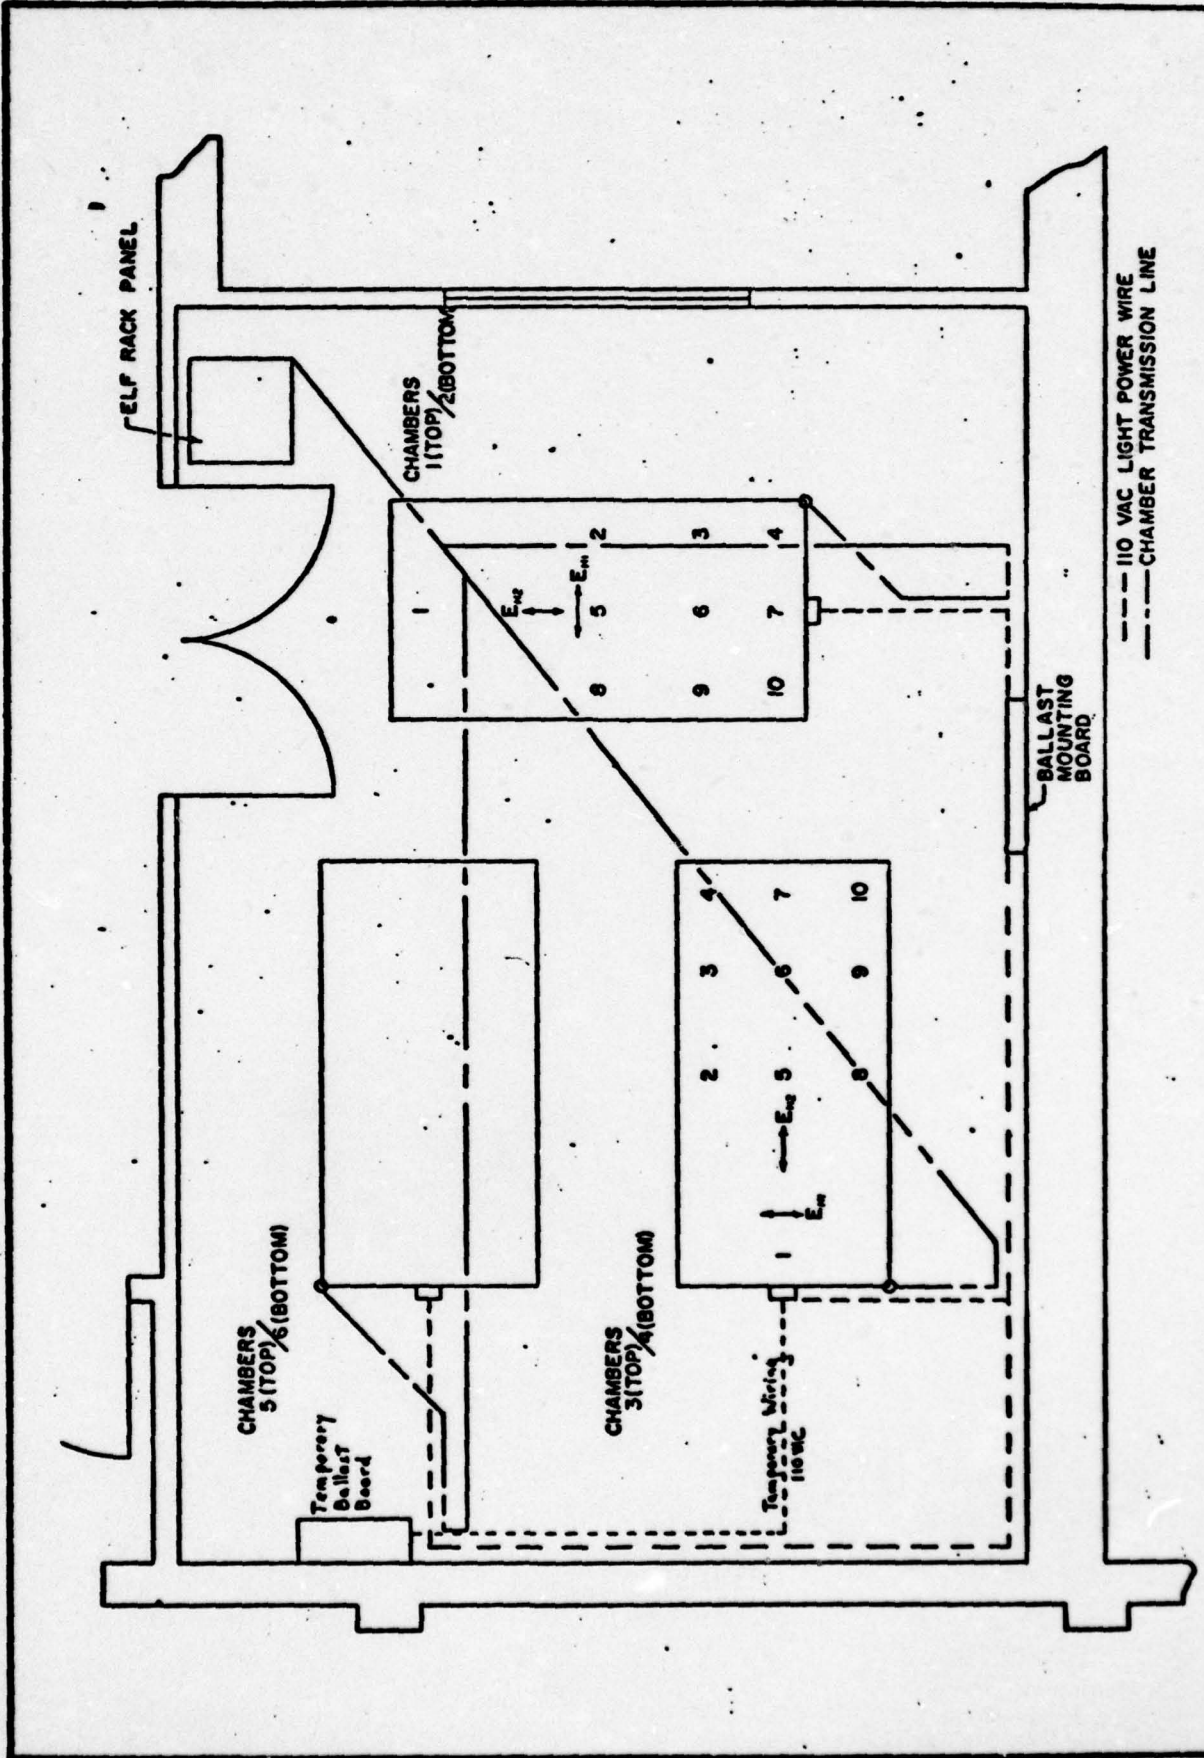 ELF RACK PANEL
CHAMBERS
1(TOP)/2(BOTTOM
1
2
3
4
EH2
EH1
5
6
7
8
9
10
CHAMBERS
5(TOP)/6(BOTTOM)
Temporary
Ballast
Board
CHAMBERS
3(TOP)/4(BOTTOM)
2
3
4
1
EH1
EH2
5
6
7
8
9
10
Temporary Wiring
110VAC
BALLAST
MOUNTING
BOARD
110 VAC LIGHT POWER WIRE
CHAMBER TRANSMISSION LINE